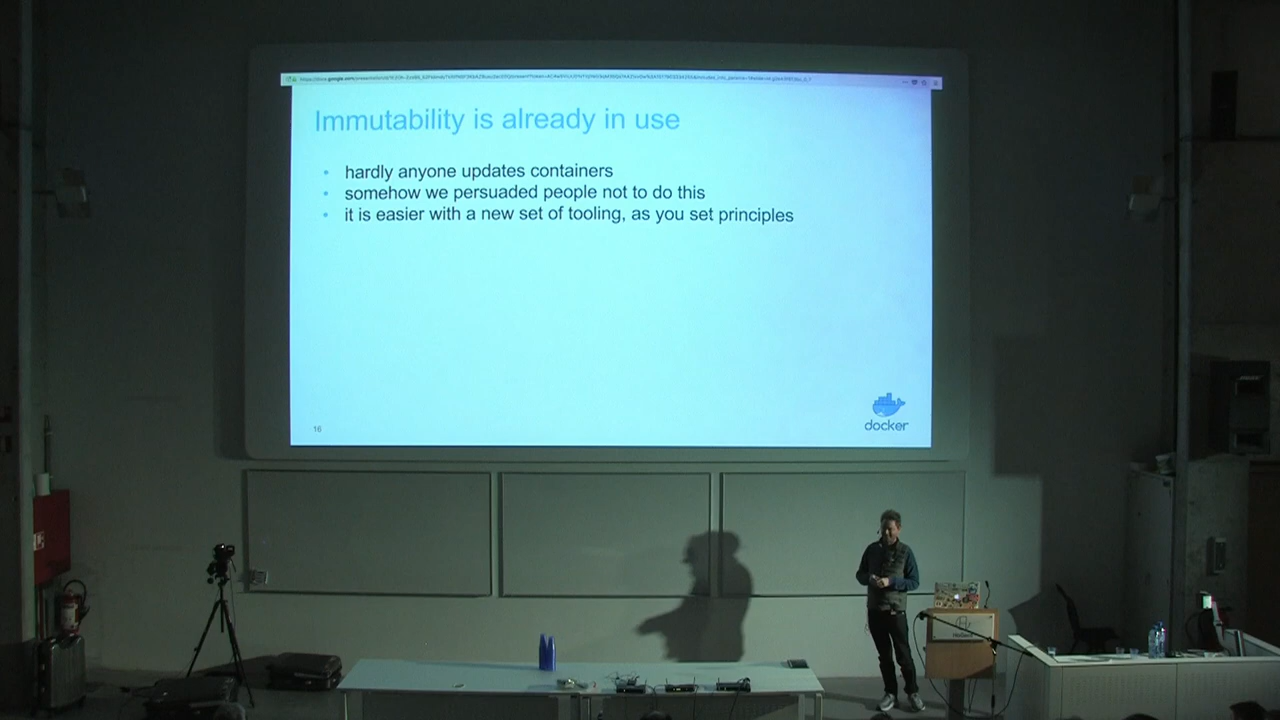 Immutability is already in use
• hardly anyone updates containers
• somehow we persuaded people not to do this
• it is easier with a new set of tooling, as you set principles
16
docker